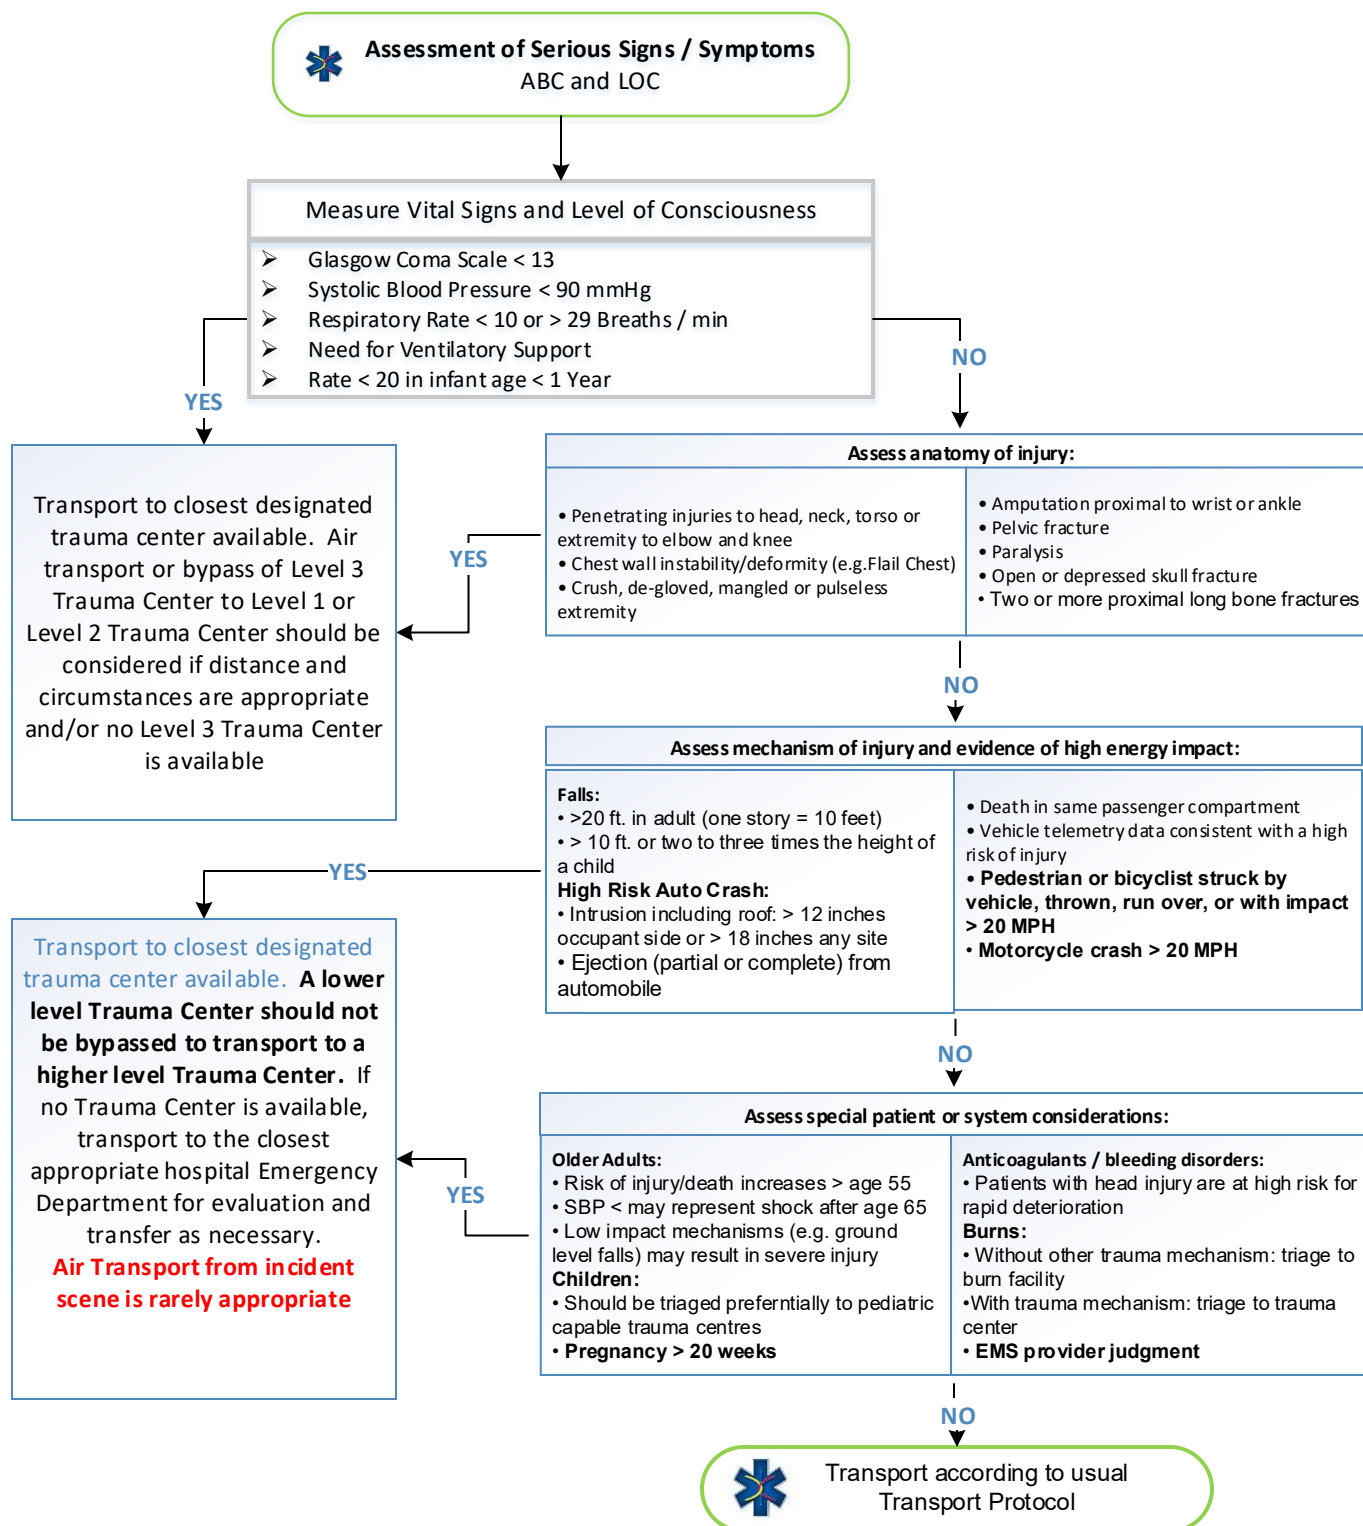 Assessment of Serious Signs / Symptoms
ABC and LOC
Measure Vital Signs and Level of Consciousness
➢ Glasgow Coma Scale < 13
➢ Systolic Blood Pressure < 90 mmHg
➢ Respiratory Rate < 10 or > 29 Breaths / min
➢ Need for Ventilatory Support
➢ Rate < 20 in infant age < 1 Year
YES
NO
Transport to closest designated
trauma center available. Air
transport or bypass of Level 3
Trauma Center to Level 1 or
Level 2 Trauma Center should be
considered if distance and
circumstances are appropriate
and/or no Level 3 Trauma Center
is available
YES
Assess anatomy of injury:
• Penetrating injuries to head, neck, torso or
extremity to elbow and knee
• Chest wall instability/deformity (e.g.Flail Chest)
• Crush, de-gloved, mangled or pulseless
extremity
• Amputation proximal to wrist or ankle
• Pelvic fracture
• Paralysis
• Open or depressed skull fracture
• Two or more proximal long bone fractures
NO
Assess mechanism of injury and evidence of high energy impact:
Falls:
• >20 ft. in adult (one story = 10 feet)
• > 10 ft. or two to three times the height of
a child
High Risk Auto Crash:
• Intrusion including roof: > 12 inches
occupant side or > 18 inches any site
• Ejection (partial or complete) from
automobile
• Death in same passenger compartment
• Vehicle telemetry data consistent with a high
risk of injury
• Pedestrian or bicyclist struck by
vehicle, thrown, run over, or with impact
> 20 MPH
• Motorcycle crash > 20 MPH
YES
Transport to closest designated
trauma center available. A lower
level Trauma Center should not
be bypassed to transport to a
higher level Trauma Center. If
no Trauma Center is available,
transport to the closest
appropriate hospital Emergency
Department for evaluation and
transfer as necessary.
Air Transport from incident
scene is rarely appropriate
NO
YES
Assess special patient or system considerations:
Older Adults:
• Risk of injury/death increases > age 55
• SBP < may represent shock after age 65
• Low impact mechanisms (e.g. ground
level falls) may result in severe injury
Children:
• Should be triaged preferntially to pediatric
capable trauma centres
• Pregnancy > 20 weeks
Anticoagulants / bleeding disorders:
• Patients with head injury are at high risk for
rapid deterioration
Burns:
• Without other trauma mechanism: triage to
burn facility
•With trauma mechanism: triage to trauma
center
• EMS provider judgment
NO
Transport according to usual
Transport Protocol